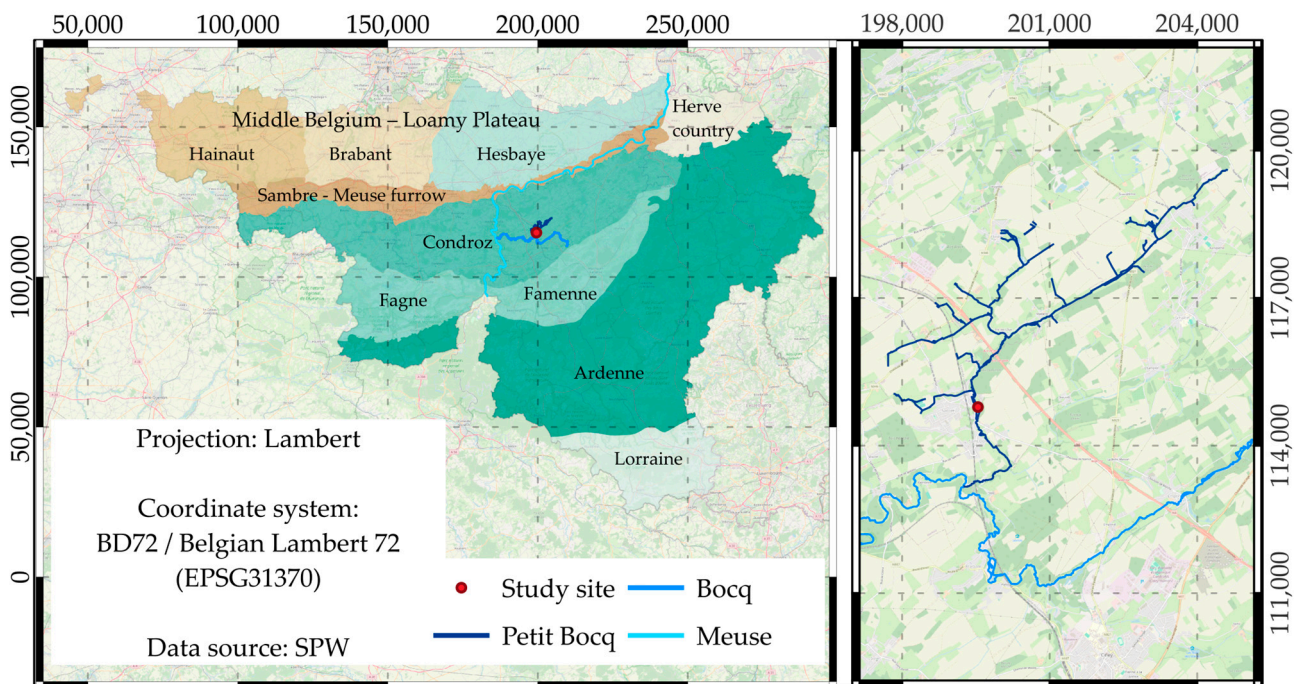 50,000 100,000 150,000 200,000 250,000
198,000 201,000 204,000
150,000
100,000
50,000
0
120,000
117,000
114,000
111,000
Middle Belgium – Loamy Plateau
Herve
country
Hainaut
Brabant
Hesbaye
Sambre - Meuse furrow
Condroz
Fagne
Famenne
Ardenne
Lorraine
Projection: Lambert
Coordinate system:
BD72 / Belgian Lambert 72
(EPSG31370)
Data source: SPW
Study site
Bocq
Petit Bocq
Meuse